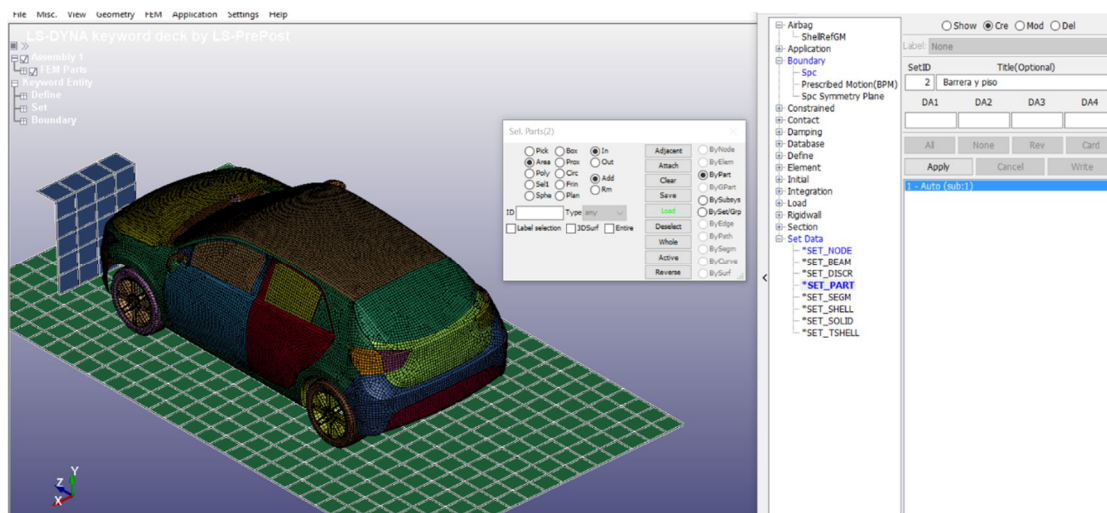 File Misc. View Geometry FEM Application Settings Help
LS-DYNA keyword deck by LS-PrePost
Assembly 1
FEM Parts
Keyword Entity
Define
Set
Boundary
Y
Z
X
Sel. Parts(2)
Pick Box In
Area Prox Out
Poly Circ
Sel1 Frin Add
Sphe Plan Rm
ID Type any
Label selection 3DSurf Entire
Adjacent
Attach
Clear
Save
Load
Deselect
Whole
Active
Reverse
ByNode
ByElem
ByPart
ByGPart
BySubsys
BySet/Grp
ByEdge
ByPath
BySegm
ByCurve
BySurf
Airbag
ShellRefGM
Application
Boundary
Spc
Prescribed Motion(BPM)
Spc Symmetry Plane
Constrained
Contact
Damping
Database
Define
Element
Initial
Integration
Load
Rigidwall
Section
Set Data
*SET_NODE
*SET_BEAM
*SET_DISCR
*SET_PART
*SET_SEGM
*SET_SHELL
*SET_SOLID
*SET_TSHELL
Show Cre Mod Del
Label: None
SetID Title(Optional)
2 Barrera y piso
DA1 DA2 DA3 DA4
All None Rev Card
Apply Cancel Write
1 - Auto (sub:1)